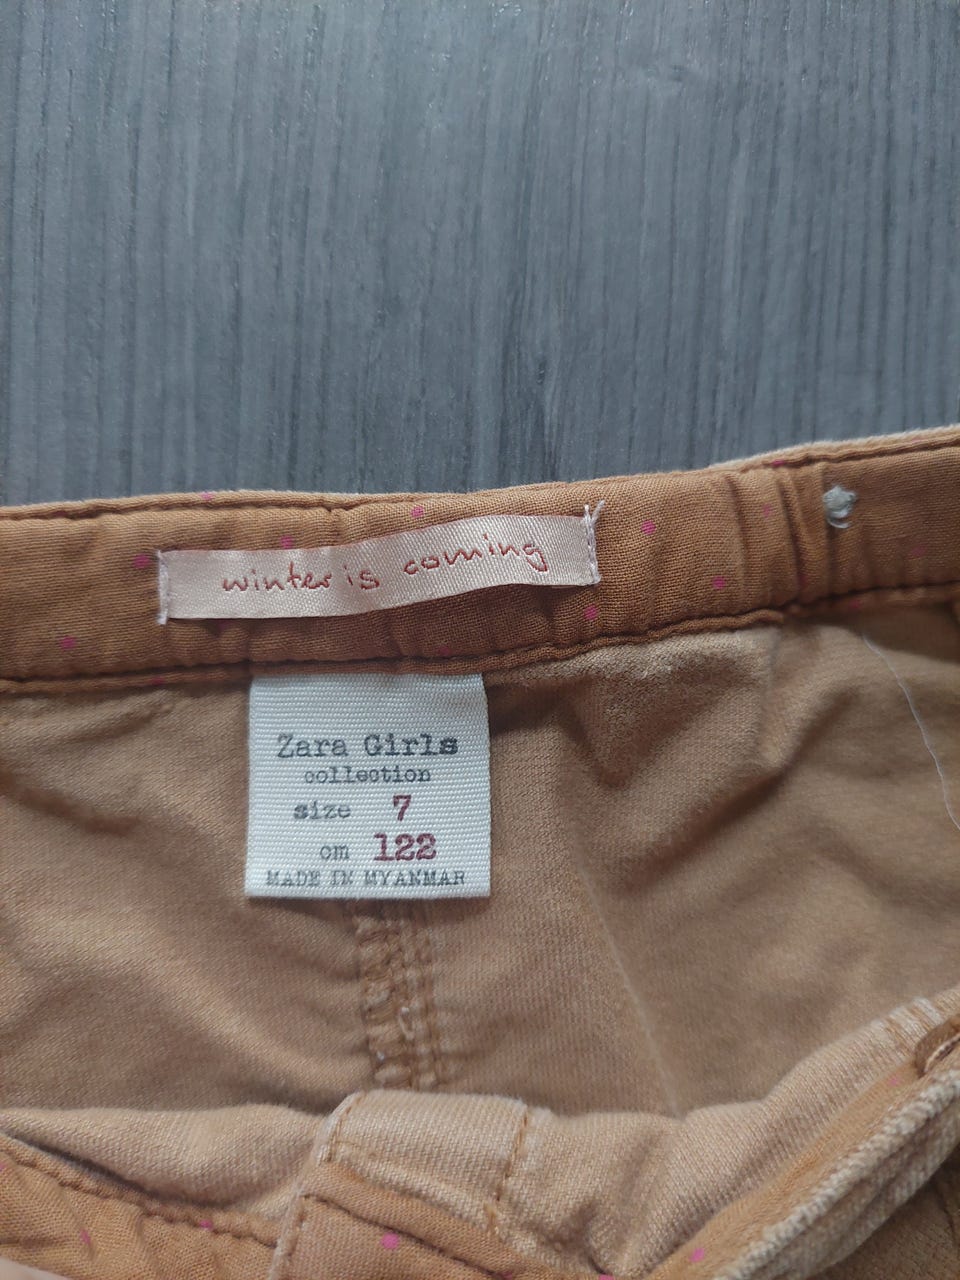 winter is coming
Zara Girls
collection
size 7
cm 122
MADE IN MYANMAR